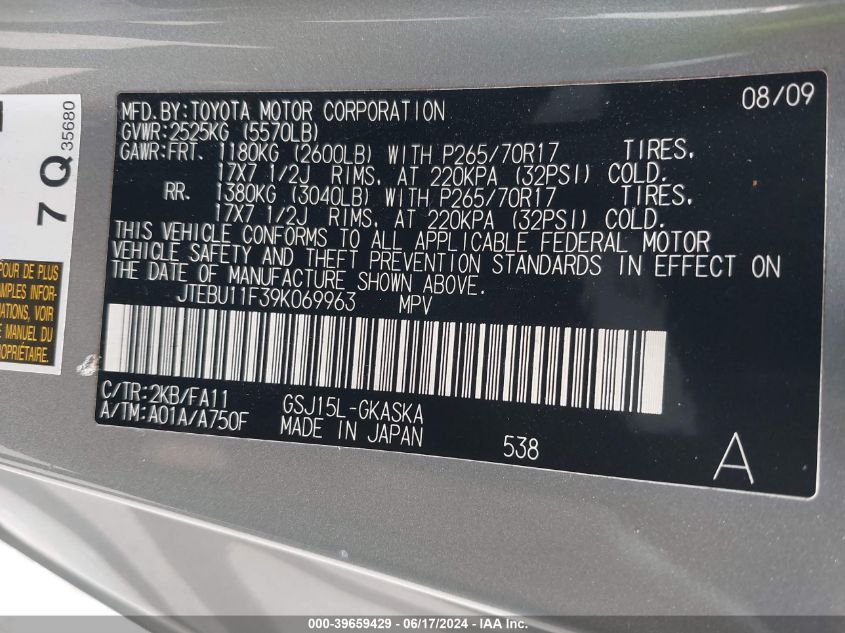 MFD.BY:TOYOTA MOTOR CORPORATION 08/09
GVWR:2525KG (5570LB)
GAWR:FRT. 1180KG (2600LB) WITH P265/70R17 TIRES,
17X7 1/2J RIMS, AT 220KPA (32PSI) COLD.
RR. 1380KG (3040LB) WITH P265/70R17 TIRES,
17X7 1/2J RIMS, AT 220KPA (32PSI) COLD.
THIS VEHICLE CONFORMS TO ALL APPLICABLE FEDERAL MOTOR
VEHICLE SAFETY AND THEFT PREVENTION STANDARDS IN EFFECT ON
THE DATE OF MANUFACTURE SHOWN ABOVE.
JTEBU11F39K069963 MPV
C/TR:2KB/FA11 GSJ15L-GKASKA
A/TM:A01A/A750F MADE IN JAPAN 538 A
7 Q 35680
POUR DE PLUS
AMPLES INFOR-
MATIONS, VOIR
LE MANUEL DU
PROPRIÉTAIRE.
000-39659429 - 06/17/2024 - IAA Inc.